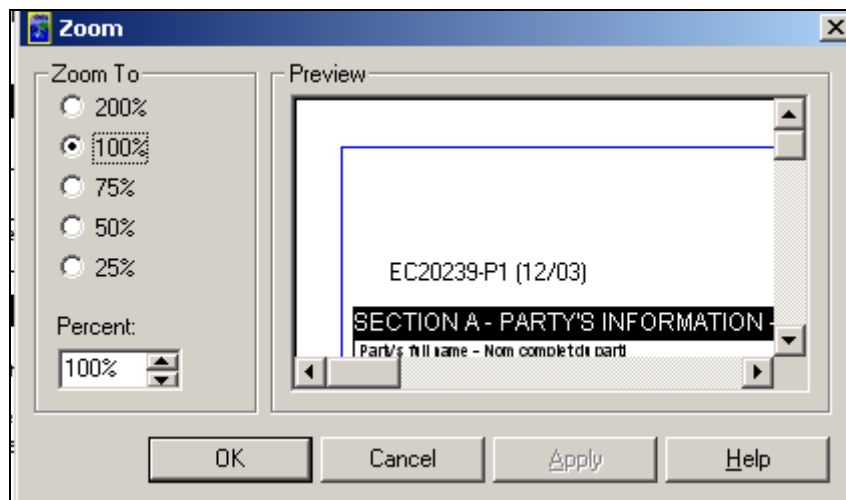 Zoom
Zoom To
200%
100%
75%
50%
25%
Percent:
100%
Preview
EC20239-P1 (12/03)
SECTION A - PARTY'S INFORMATION -
Party's full name - Nom complet du parti
OK
Cancel
Apply
Help